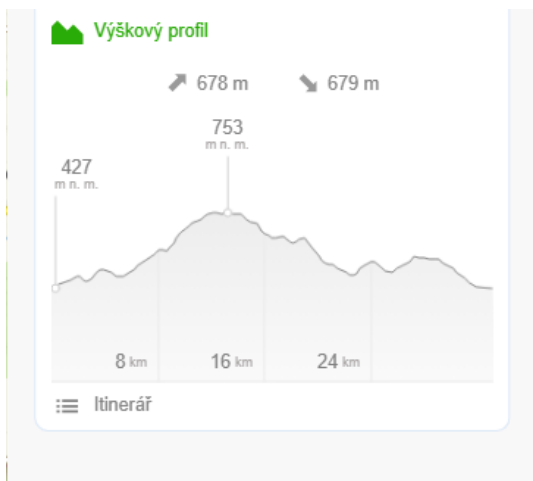 Výškový profil
678 m 679 m
753
m n. m.
427
m n. m.
8 km 16 km 24 km
Itinerář